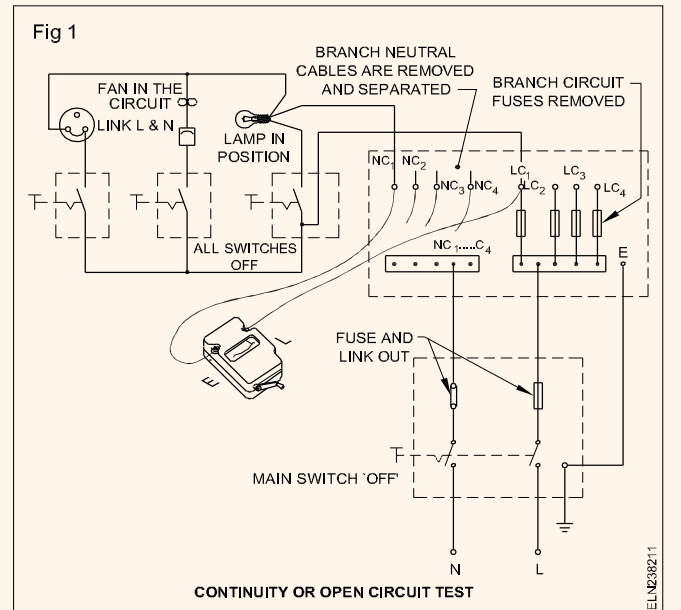 Fig 1
BRANCH NEUTRAL
CABLES ARE REMOVED
AND SEPARATED
BRANCH CIRCUIT
FUSES REMOVED
FAN IN THE
CIRCUIT
LINK L & N
LAMP IN
POSITION
NC1
NC2
NC3
NC4
LC1
LC2
LC3
LC4
ALL SWITCHES
OFF
NC1.....C4
E
L
E
FUSE AND
LINK OUT
MAIN SWITCH `OFF'
N
L
CONTINUITY OR OPEN CIRCUIT TEST
ELN238211